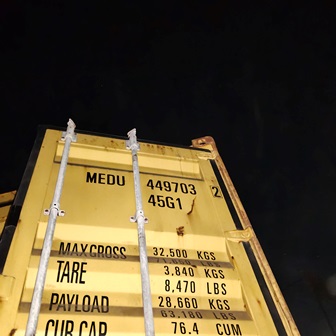 MEDU 449703 2
45G1
MAX GROSS 32,500 KGS
TARE 3,840 KGS
8,470 LBS
PAYLOAD 28,660 KGS
63,180 LBS
CUB CAP 76.4 CUM